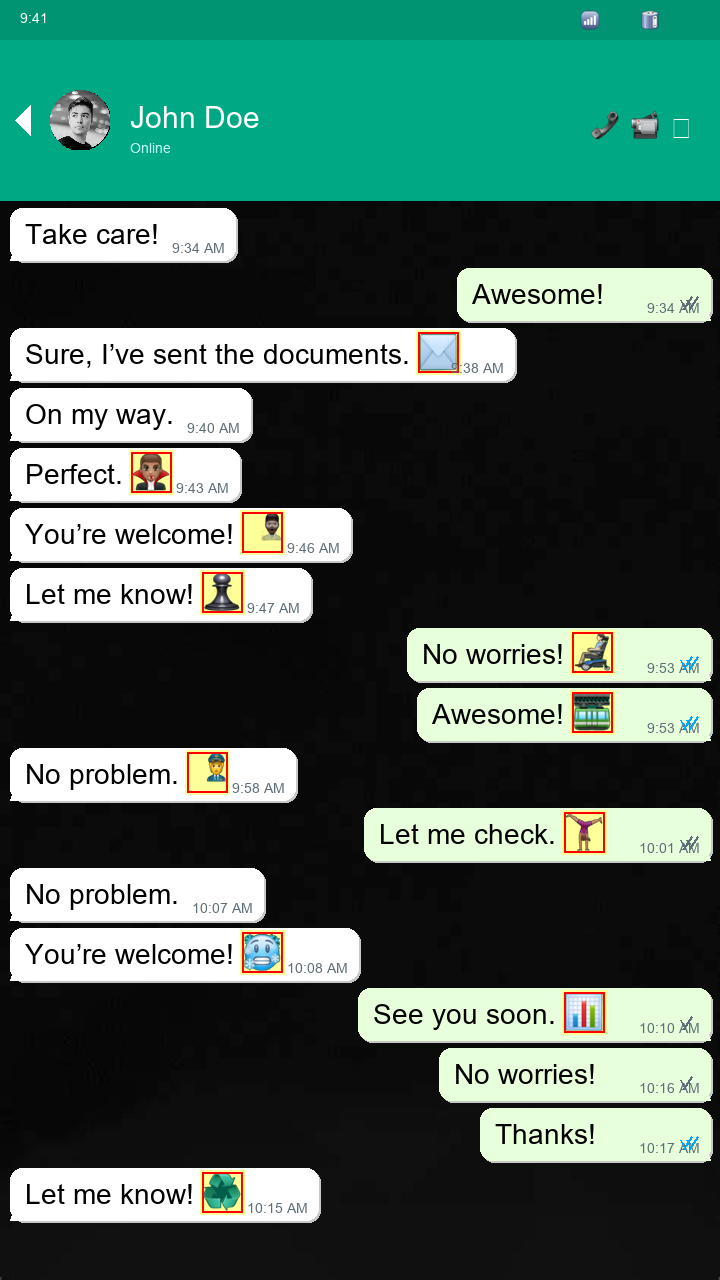 9:41
John Doe
Online
Take care! 9:34 AM
Awesome! 9:34 AM
Sure, I’ve sent the documents. 9:38 AM
On my way. 9:40 AM
Perfect. 9:43 AM
You’re welcome! 9:46 AM
Let me know! 9:47 AM
No worries! 9:53 AM
Awesome! 9:53 AM
No problem. 9:58 AM
Let me check. 10:01 AM
No problem. 10:07 AM
You’re welcome! 10:08 AM
See you soon. 10:10 AM
No worries! 10:16 AM
Thanks! 10:17 AM
Let me know! 10:15 AM